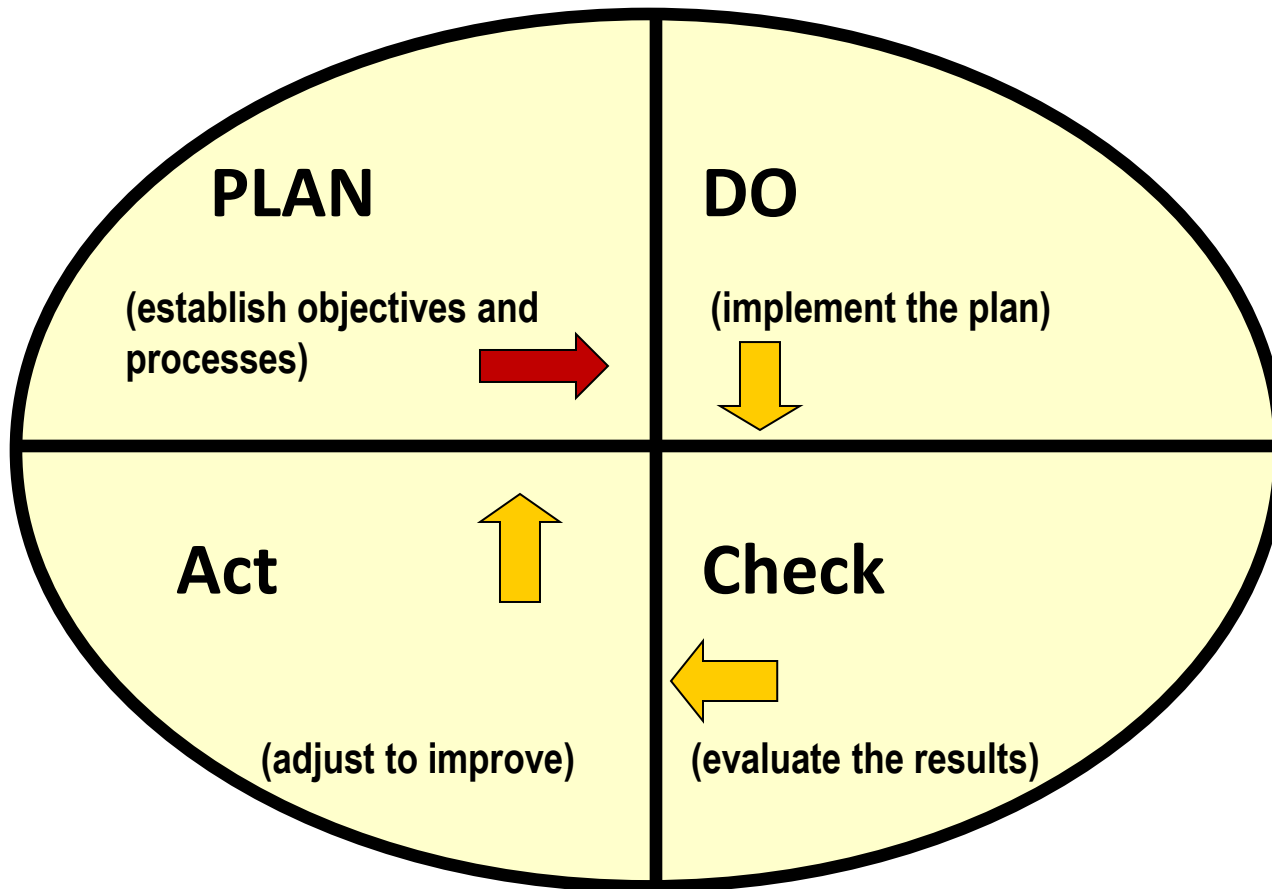 PLAN
(establish objectives and
processes)
DO
(implement the plan)
Act
(adjust to improve)
Check
(evaluate the results)